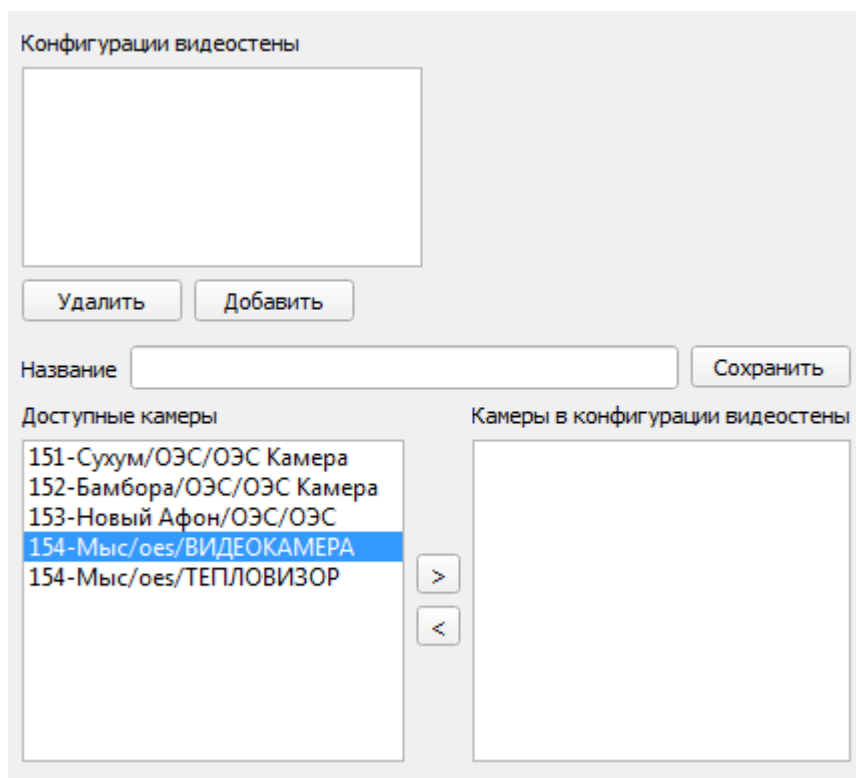 Конфигурации видеостены
Удалить Добавить
Название Сохранить
Доступные камеры Камеры в конфигурации видеостены
151-Сухум/ОЭС/ОЭС Камера
152-Бамбора/ОЭС/ОЭС Камера
153-Новый Афон/ОЭС/ОЭС
154-Мыс/oes/ВИДЕОКАМЕРА
154-Мыс/oes/ТЕПЛОВИЗОР
>
<